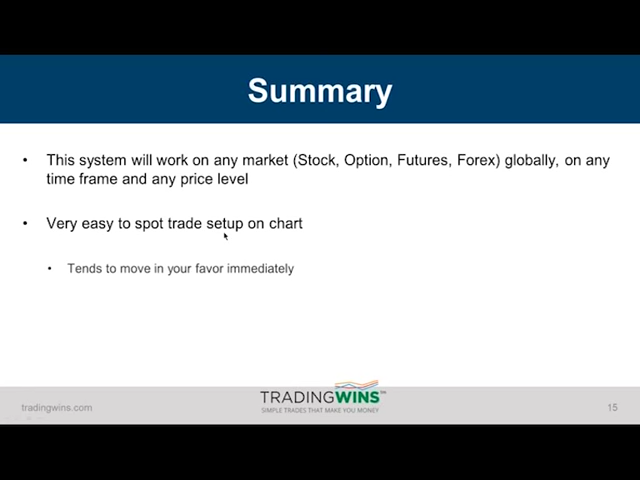 Summary
• This system will work on any market (Stock, Option, Futures, Forex) globally, on any
time frame and any price level
• Very easy to spot trade setup on chart
• Tends to move in your favor immediately
tradingwins.com
TRADINGWINS
SIMPLE TRADES THAT MAKE YOU MONEY
15